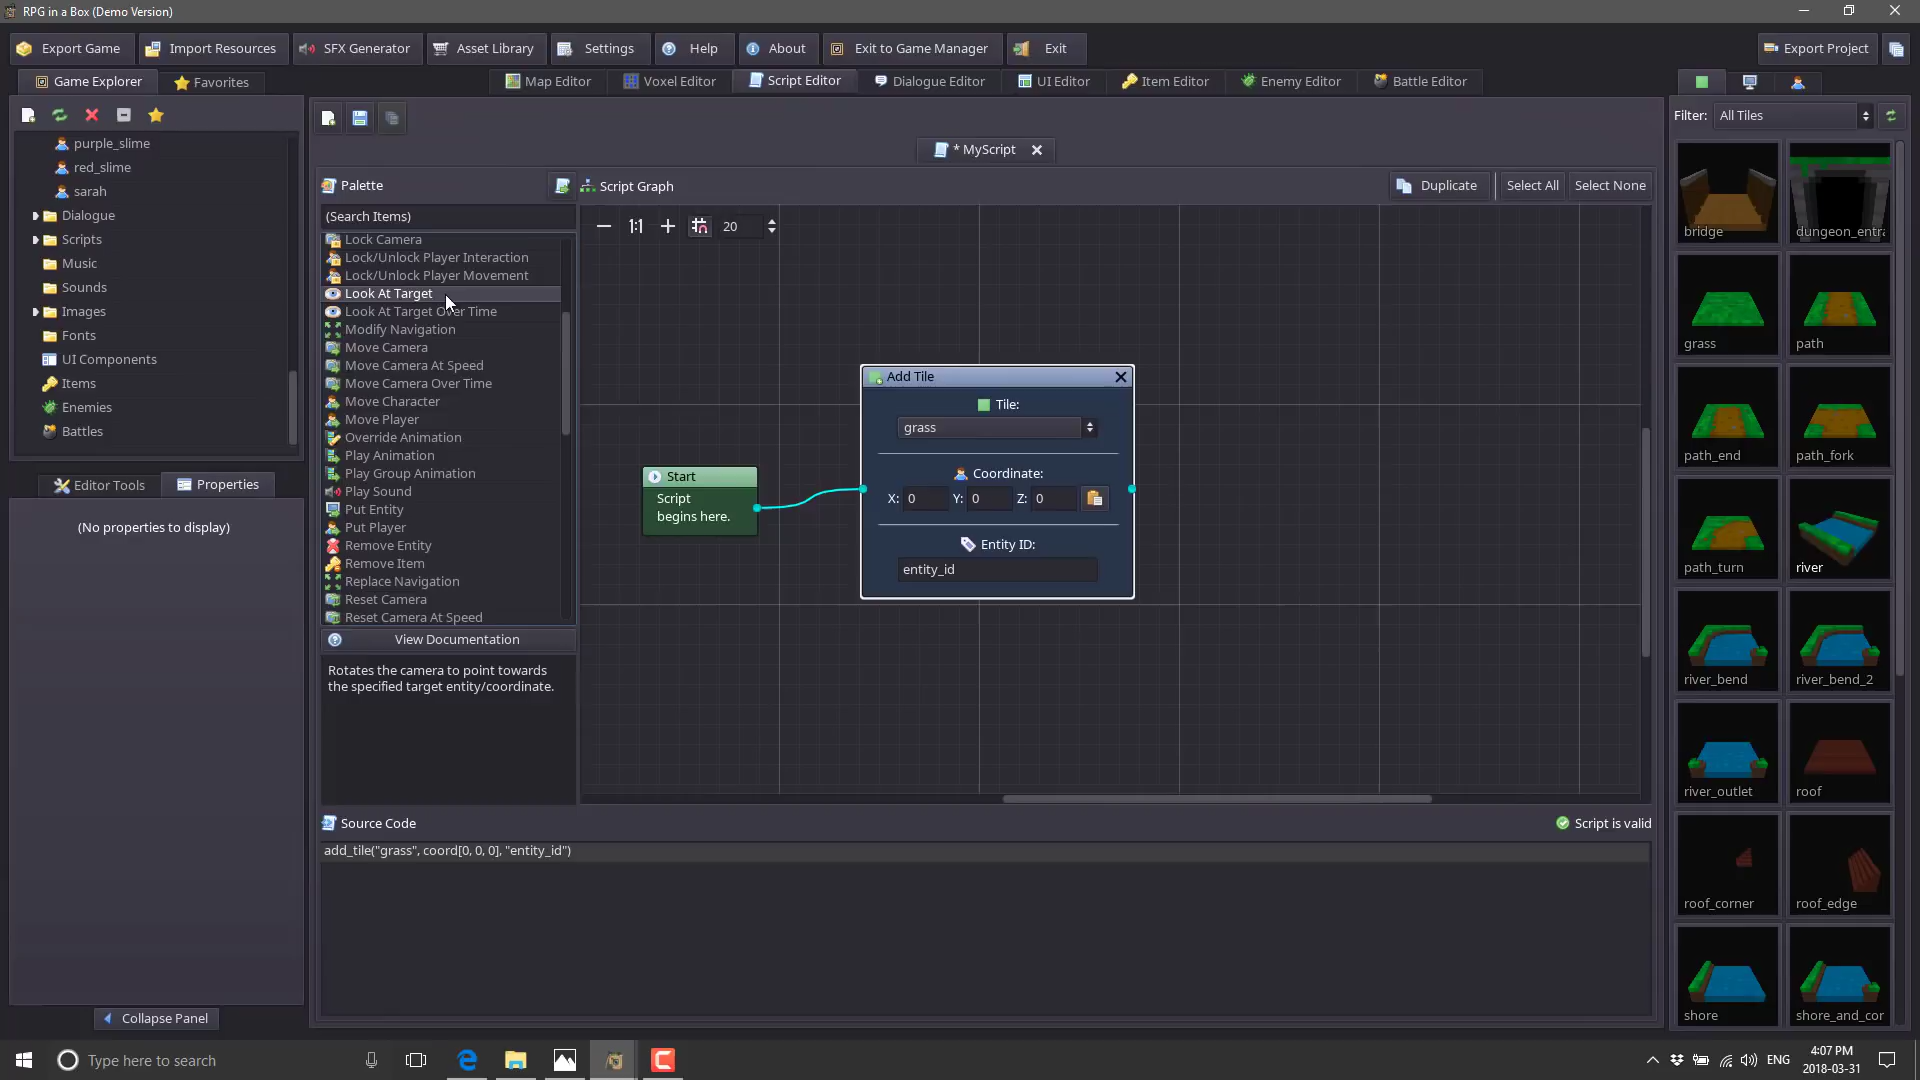 RPG in a Box (Demo Version)
Export Game
Import Resources
SFX Generator
Asset Library
Settings
Help
About
Exit to Game Manager
Exit
Export Project
Game Explorer
Favorites
Map Editor
Voxel Editor
Script Editor
Dialogue Editor
UI Editor
Item Editor
Enemy Editor
Battle Editor
purple_slime
red_slime
sarah
Dialogue
Scripts
Music
Sounds
Images
Fonts
UI Components
Items
Enemies
Battles
Editor Tools
Properties
(No properties to display)
Collapse Panel
* MyScript
Palette
(Search Items)
Lock Camera
Lock/Unlock Player Interaction
Lock/Unlock Player Movement
Look At Target
Look At Target Over Time
Modify Navigation
Move Camera
Move Camera At Speed
Move Camera Over Time
Move Character
Move Player
Override Animation
Play Animation
Play Group Animation
Play Sound
Put Entity
Put Player
Remove Entity
Remove Item
Replace Navigation
Reset Camera
Reset Camera At Speed
View Documentation
Rotates the camera to point towards
the specified target entity/coordinate.
Script Graph
Duplicate
Select All
Select None
1:1
20
Start
Script
begins here.
Add Tile
Tile:
grass
Coordinate:
X: 0 Y: 0 Z: 0
Entity ID:
entity_id
Source Code
Script is valid
add_tile("grass", coord[0, 0, 0], "entity_id")
Filter: All Tiles
bridge
dungeon_entra
grass
path
path_end
path_fork
path_turn
river
river_bend
river_bend_2
river_outlet
roof
roof_corner
roof_edge
shore
shore_and_cor
Type here to search
ENG
4:07 PM
2018-03-31